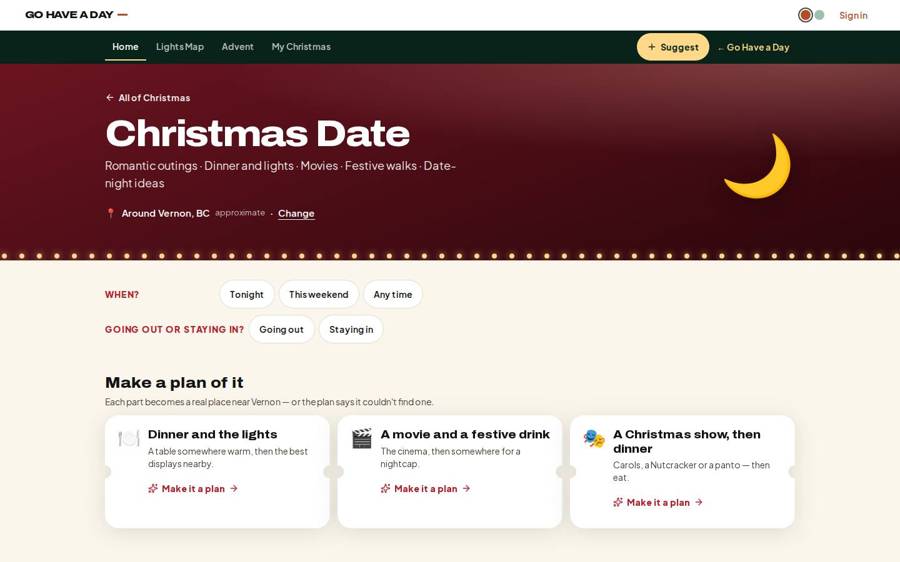 GO HAVE A DAY
Sign in
Home Lights Map Advent My Christmas
+ Suggest
← Go Have a Day
← All of Christmas
Christmas Date
Romantic outings · Dinner and lights · Movies · Festive walks · Date-
night ideas
Around Vernon, BC approximate · Change
WHEN? Tonight This weekend Any time
GOING OUT OR STAYING IN? Going out Staying in
Make a plan of it
Each part becomes a real place near Vernon — or the plan says it couldn't find one.
Dinner and the lights
A table somewhere warm, then the best
displays nearby.
Make it a plan →
A movie and a festive drink
The cinema, then somewhere for a
nightcap.
Make it a plan →
A Christmas show, then
dinner
Carols, a Nutcracker or a panto — then
eat.
Make it a plan →